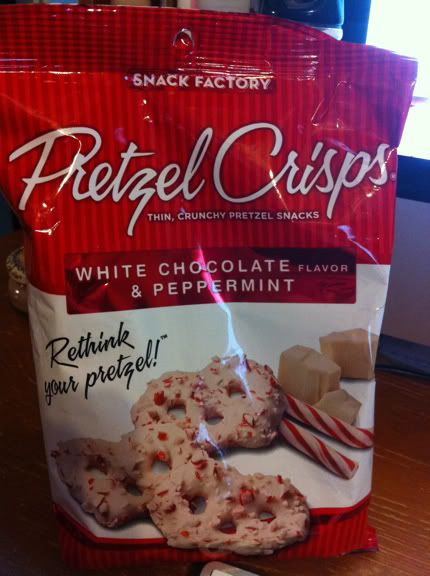 SNACK FACTORY
Pretzel Crisps
THIN, CRUNCHY PRETZEL SNACKS
WHITE CHOCOLATE FLAVOR
& PEPPERMINT
Rethink
your pretzel!™